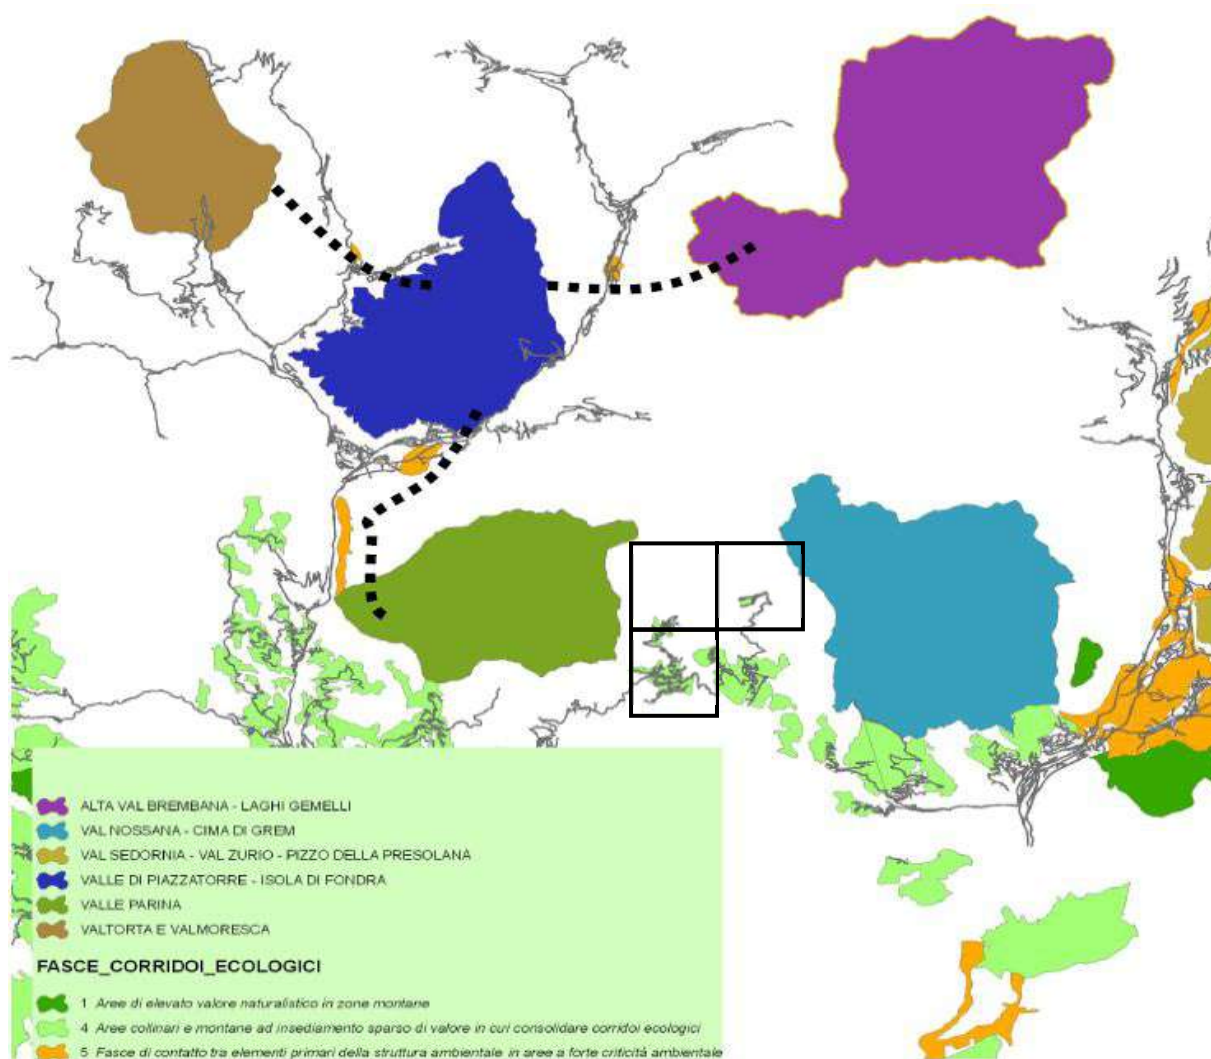 ALTA VAL BREMBANA - LAGHI GEMELLI
VAL NOSSANA - CIMA DI GREM
VAL SEDORNIA - VAL ZURIO - PIZZO DELLA PRESOLANA
VALLE DI PIAZZATORRE - ISOLA DI FONDRA
VALLE PARINA
VALTORTA E VALMORESCA
FASCE_CORRIDOI_ECOLOGICI
1 Aree di elevato valore naturalistico in zone montane
4 Aree collinari e montane ad insediamento sparso di valore in cui consolidare corridoi ecologici
5 Fasce di contatto tra elementi primari della struttura ambientale in aree a forte criticità ambientale